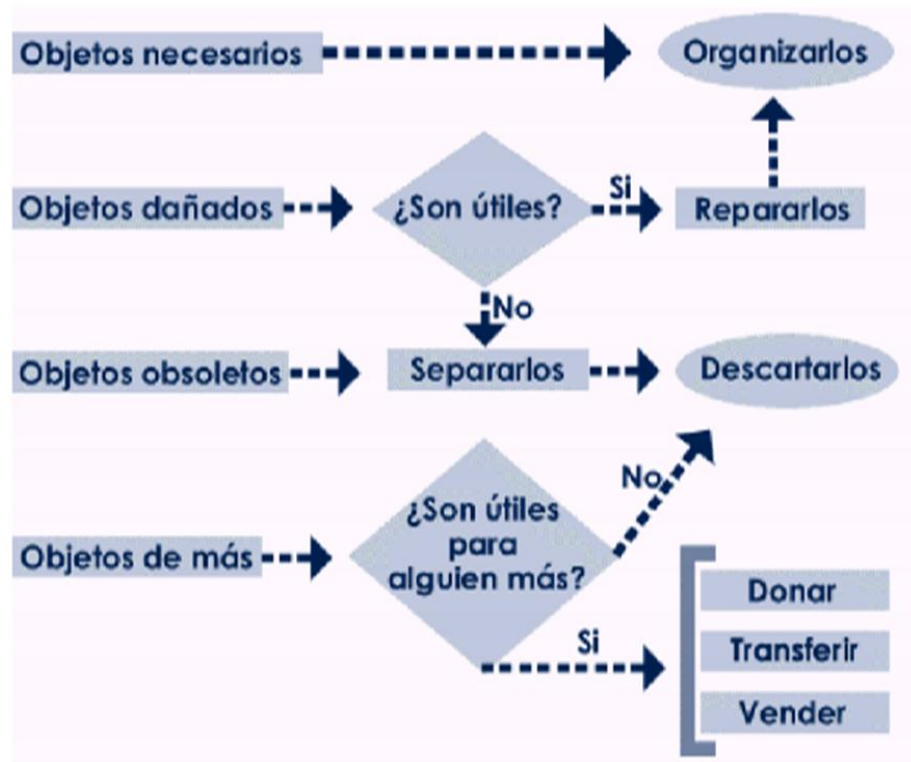 Objetos necesarios
Organizarlos
Objetos dañados
¿Son útiles?
Si
Repararlos
No
Objetos obsoletos
Separarlos
Descartarlos
Objetos de más
¿Son útiles
para
alguien más?
No
Si
Donar
Transferir
Vender